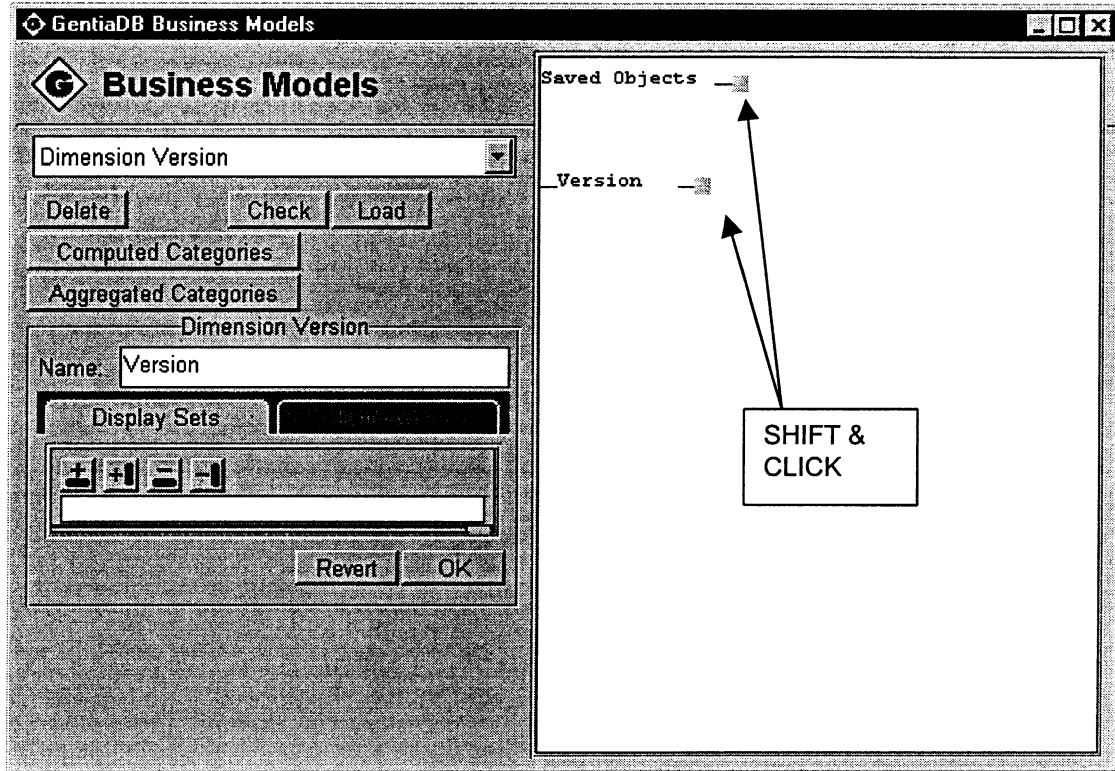 GentiaDB Business Models
G Business Models
Dimension Version
Delete Check Load
Computed Categories
Aggregated Categories
Dimension Version
Name: Version
Display Sets
Revert OK
Saved Objects
_Version
SHIFT &
CLICK